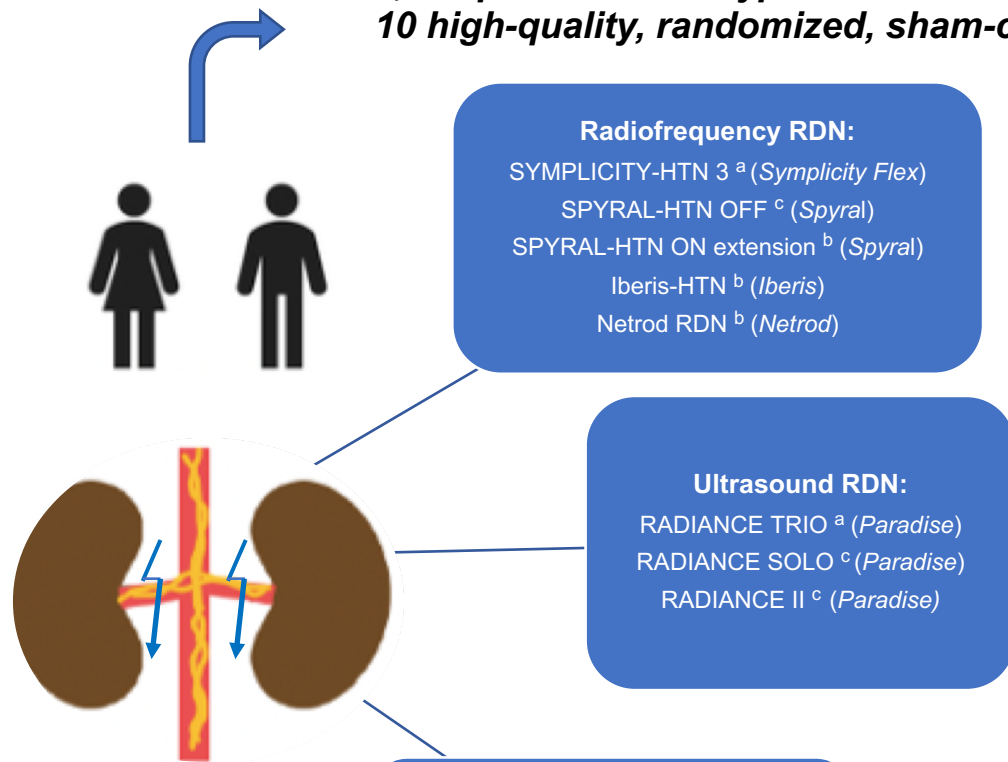 10 high-quality, randomized, sham-
Radiofrequency RDN:
SYMPLICITY-HTN 3 a (Symplicity Flex)
SPYRAL-HTN OFF c (Spyral)
SPYRAL-HTN ON extension b (Spyral)
Iberis-HTN b (Iberis)
Netrod RDN b (Netrod)
Ultrasound RDN:
RADIANCE TRIO a (Paradise)
RADIANCE SOLO c (Paradise)
RADIANCE II c (Paradise)